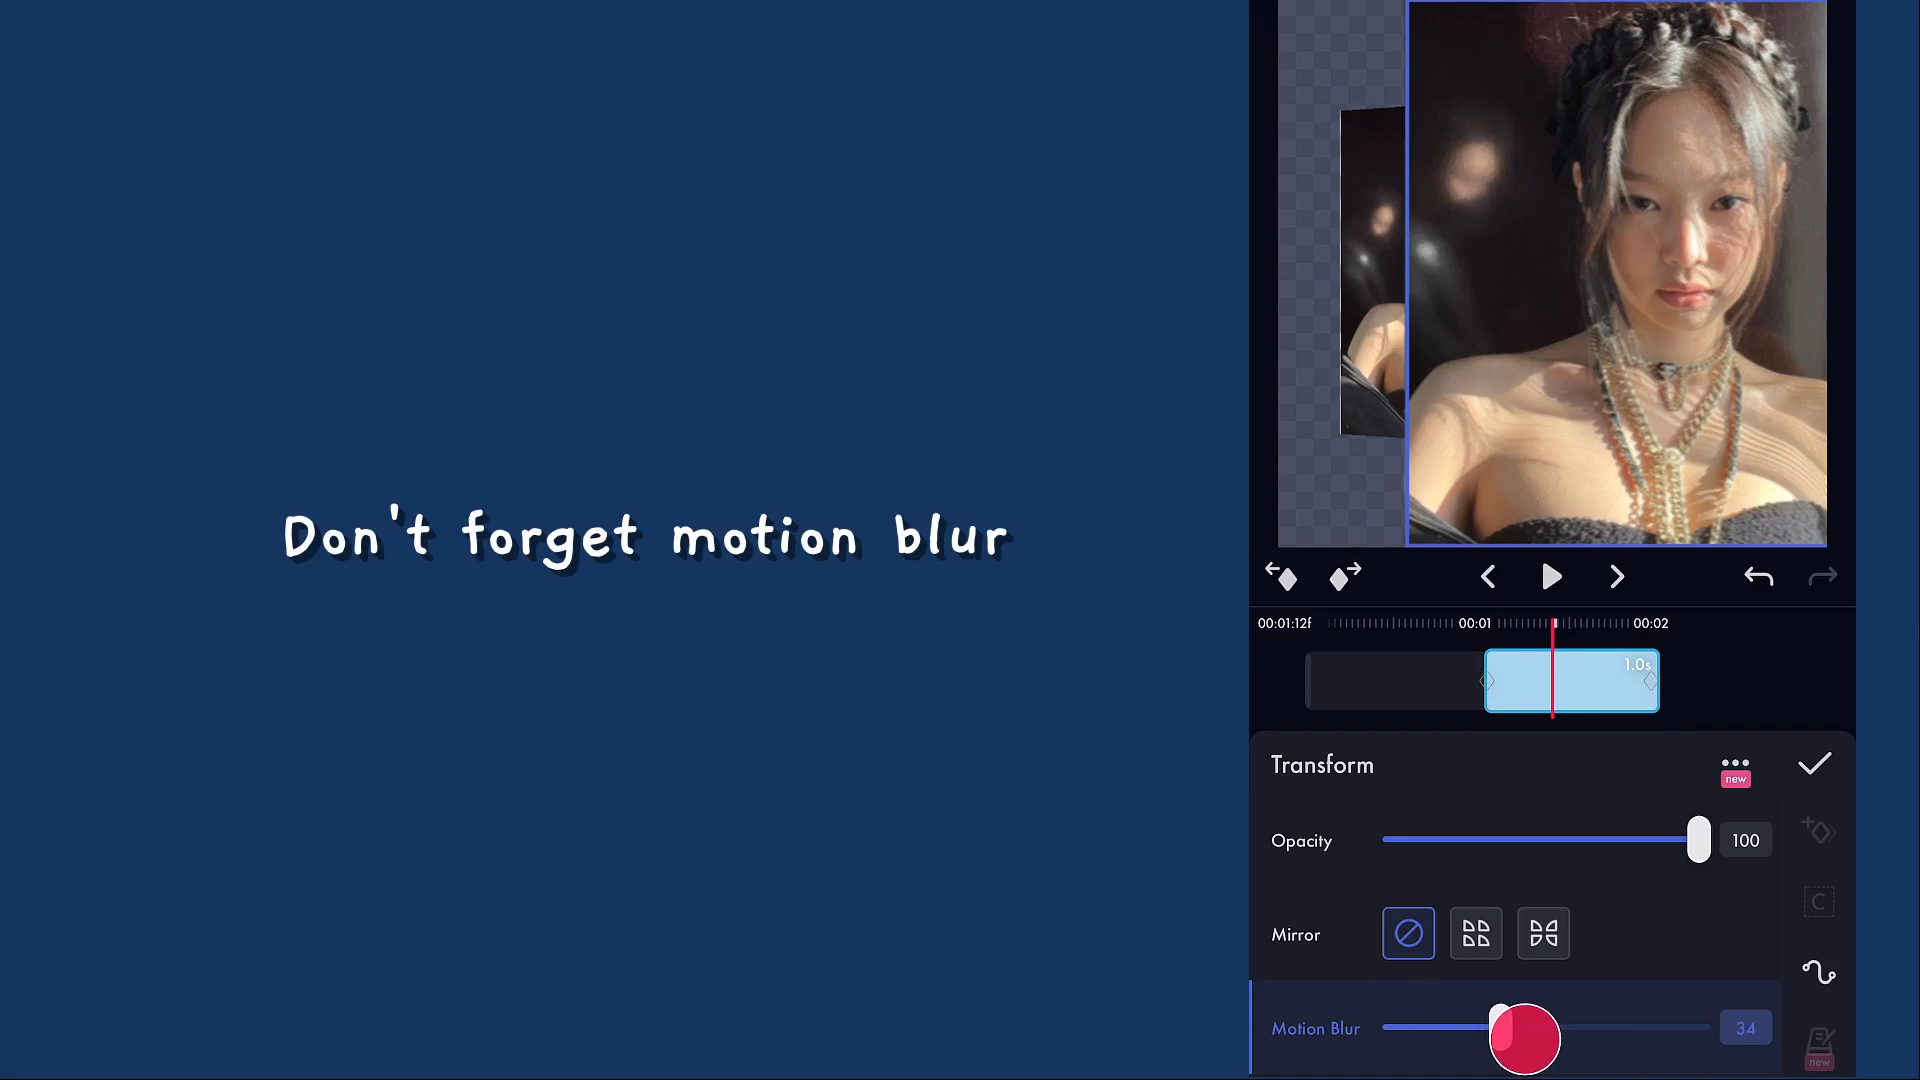 Don't forget motion blur
00:01:12f
00:01
00:02
1.0s
Transform
new
Opacity
100
C
Mirror
Motion Blur
34
new